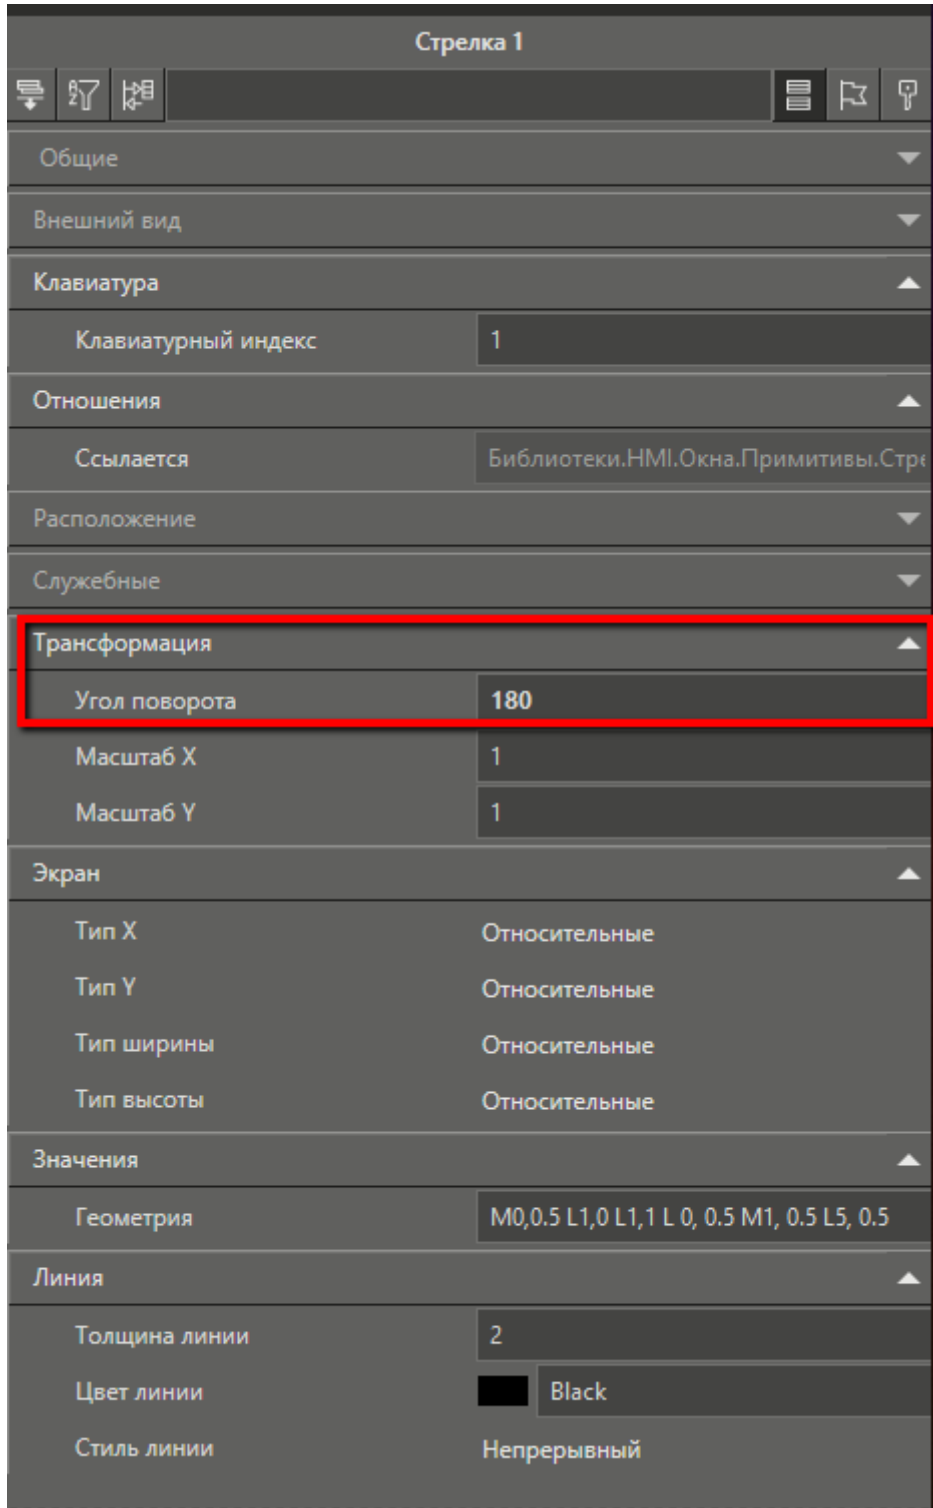 Стрелка 1
Общие
Внешний вид
Клавиатура
Клавиатурный индекс 1
Отношения
Ссылается Библиотеки.HMI.Окна.Примитивы.Стре
Расположение
Служебные
Трансформация
Угол поворота 180
Масштаб X 1
Масштаб Y 1
Экран
Тип X Относительные
Тип Y Относительные
Тип ширины Относительные
Тип высоты Относительные
Значения
Геометрия M0,0.5 L1,0 L1,1 L 0, 0.5 M1, 0.5 L5, 0.5
Линия
Толщина линии 2
Цвет линии Black
Стиль линии Непрерывный